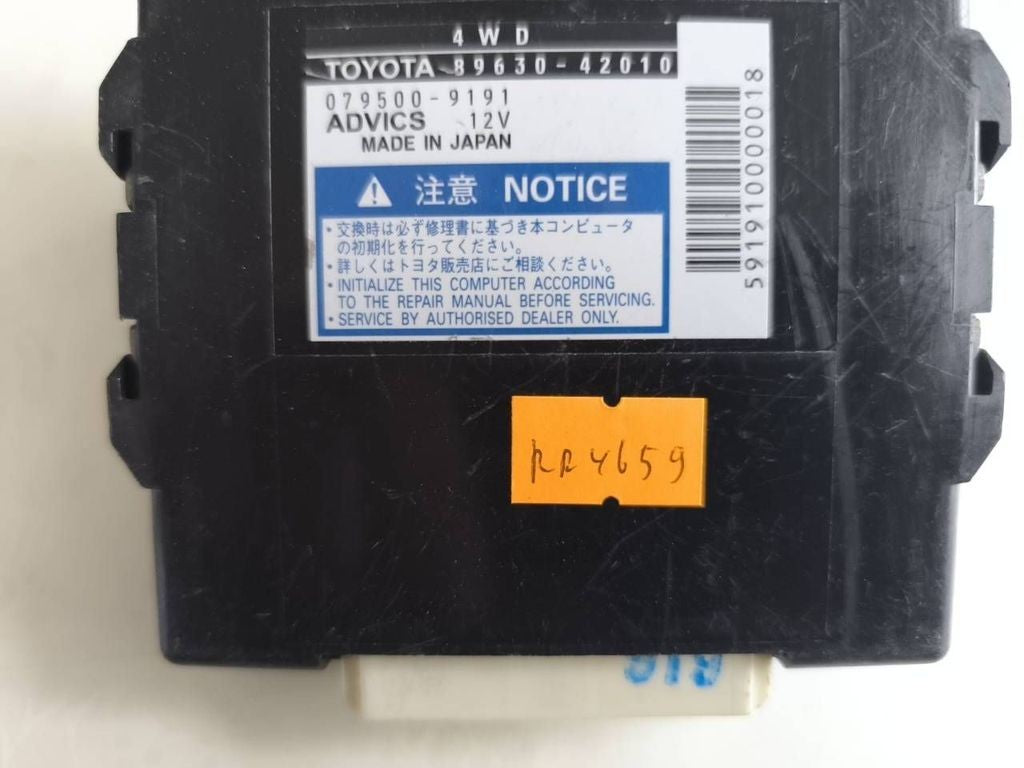 4WD
TOYOTA 89630-42010
079500-9191
ADVICS 12V
MADE IN JAPAN
5919100000018
注意 NOTICE
・交換時は必ず修理書に基づき本コンピュータ
の初期化を行ってください。
・詳しくはトヨタ販売店にご相談ください。
・INITIALIZE THIS COMPUTER ACCORDING
TO THE REPAIR MANUAL BEFORE SERVICING.
・SERVICE BY AUTHORISED DEALER ONLY.
4659